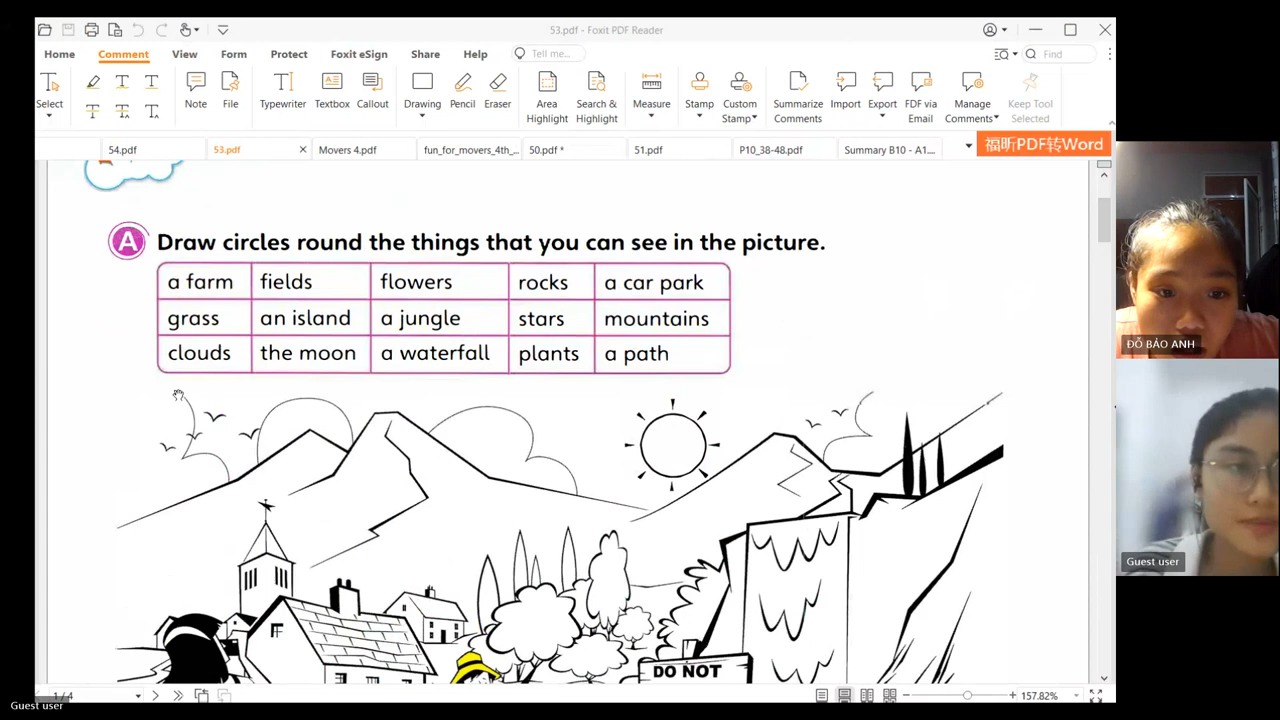 53.pdf - Foxit PDF Reader
Home Comment View Form Protect Foxit eSign Share Help Tell me... Find
Select Note File Typewriter Textbox Callout Drawing Pencil Eraser Area Highlight Search & Highlight Measure Stamp Custom Stamp Summarize Comments Import Export FDF via Email Manage Comments Keep Tool Selected
54.pdf 53.pdf Movers 4.pdf fun_for_movers_4th_... 50.pdf * 51.pdf P10_38-48.pdf Summary B10 - A1... 福昕PDF转Word
A Draw circles round the things that you can see in the picture.
a farm fields flowers rocks a car park
grass an island a jungle stars mountains
clouds the moon a waterfall plants a path
ĐỖ BẢO ANH
Guest user
DO NOT
1 / 4 157.82%
Guest user